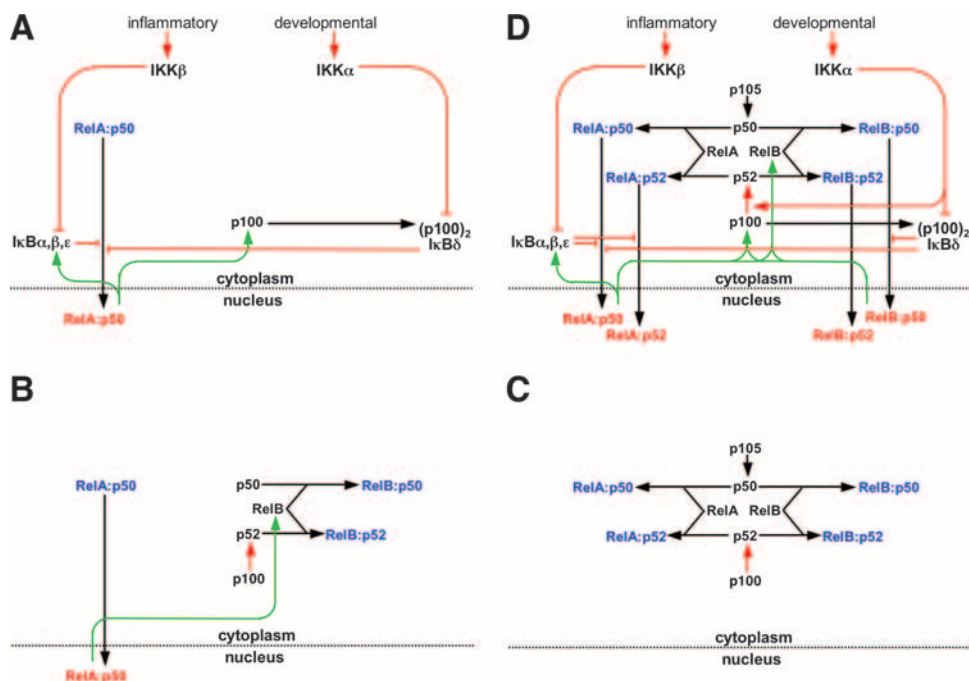 A
inflammatory developmental
IKKβ IKKα
RelA:p50
p100 (p100)₂
IκBα,β,ε IκBδ
cytoplasm
nucleus
RelA:p50
D
inflammatory developmental
IKKβ IKKα
p105
RelA:p50 p50 RelB:p50
RelA RelB
RelA:p52 p52 RelB:p52
p100 (p100)₂
IκBα,β,ε IκBδ
cytoplasm
nucleus
RelA:p50 RelB:p50
RelA:p52 RelB:p52
B
RelA:p50 p50 RelB:p50
RelB
p52 RelB:p52
p100
cytoplasm
nucleus
RelA:p50
C
p105
RelA:p50 p50 RelB:p50
RelA RelB
RelA:p52 p52 RelB:p52
p100
cytoplasm
nucleus